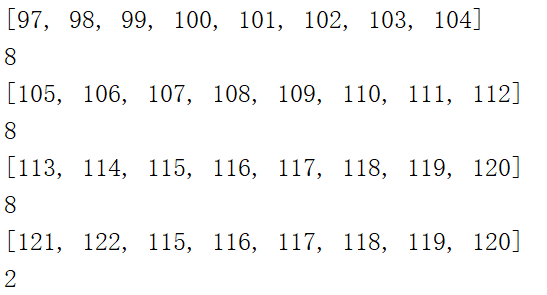 [97, 98, 99, 100, 101, 102, 103, 104]
8
[105, 106, 107, 108, 109, 110, 111, 112]
8
[113, 114, 115, 116, 117, 118, 119, 120]
8
[121, 122, 115, 116, 117, 118, 119, 120]
2